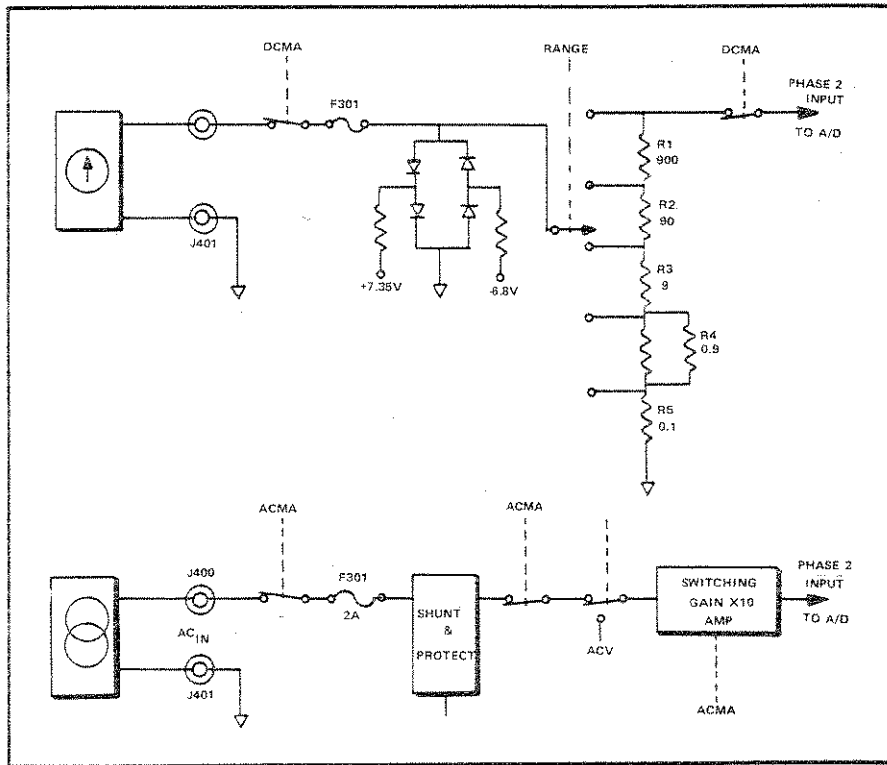 DCMA
RANGE
DCMA
F301
PHASE 2
INPUT
TO A/D
R1
900
R2
90
J401
R3
9
+7.35V
-6.8V
R4
0.9
R5
0.1
ACMA
ACMA
J400
F301
2A
SHUNT
&
PROTECT
SWITCHING
GAIN X10
AMP
PHASE 2
INPUT
TO A/D
ACIN
ACV
J401
ACMA